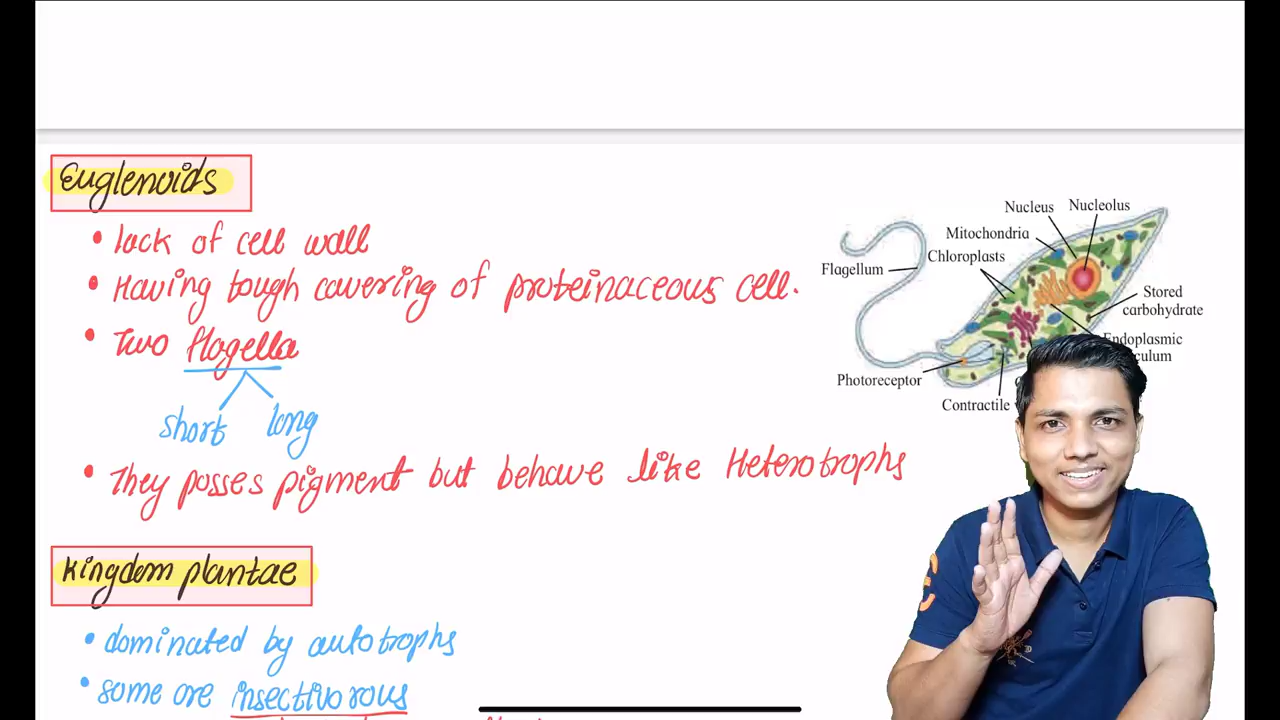 Euglenoids
• lack of cell wall
• Having tough cavering of proteinaceous cell.
• Two flagella
short long
• They posses pigment but behave like Heterotrophs
Nucleus Nucleolus
Mitochondria
Chloroplasts
Flagellum
Stored
carbohydrate
Endoplasmic
culum
Photoreceptor
Contractile
kingdom plantae
• dominated by autotrophs
• some are insectivorous